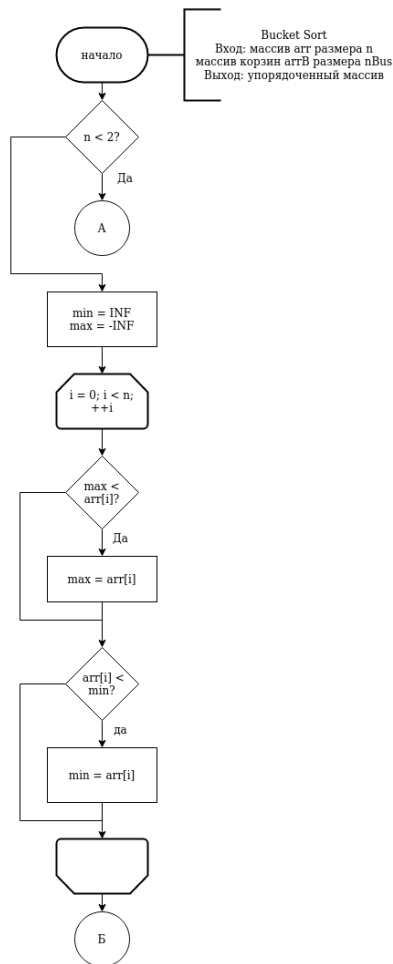 начало
Bucket Sort
Вход: массив arr размера n
массив корзин arrB размера nBus
Выход: упорядоченный массив
n < 2?
Да
А
min = INF
max = -INF
i = 0; i < n;
++i
max <
arr[i]?
Да
max = arr[i]
arr[i] <
min?
да
min = arr[i]
Б